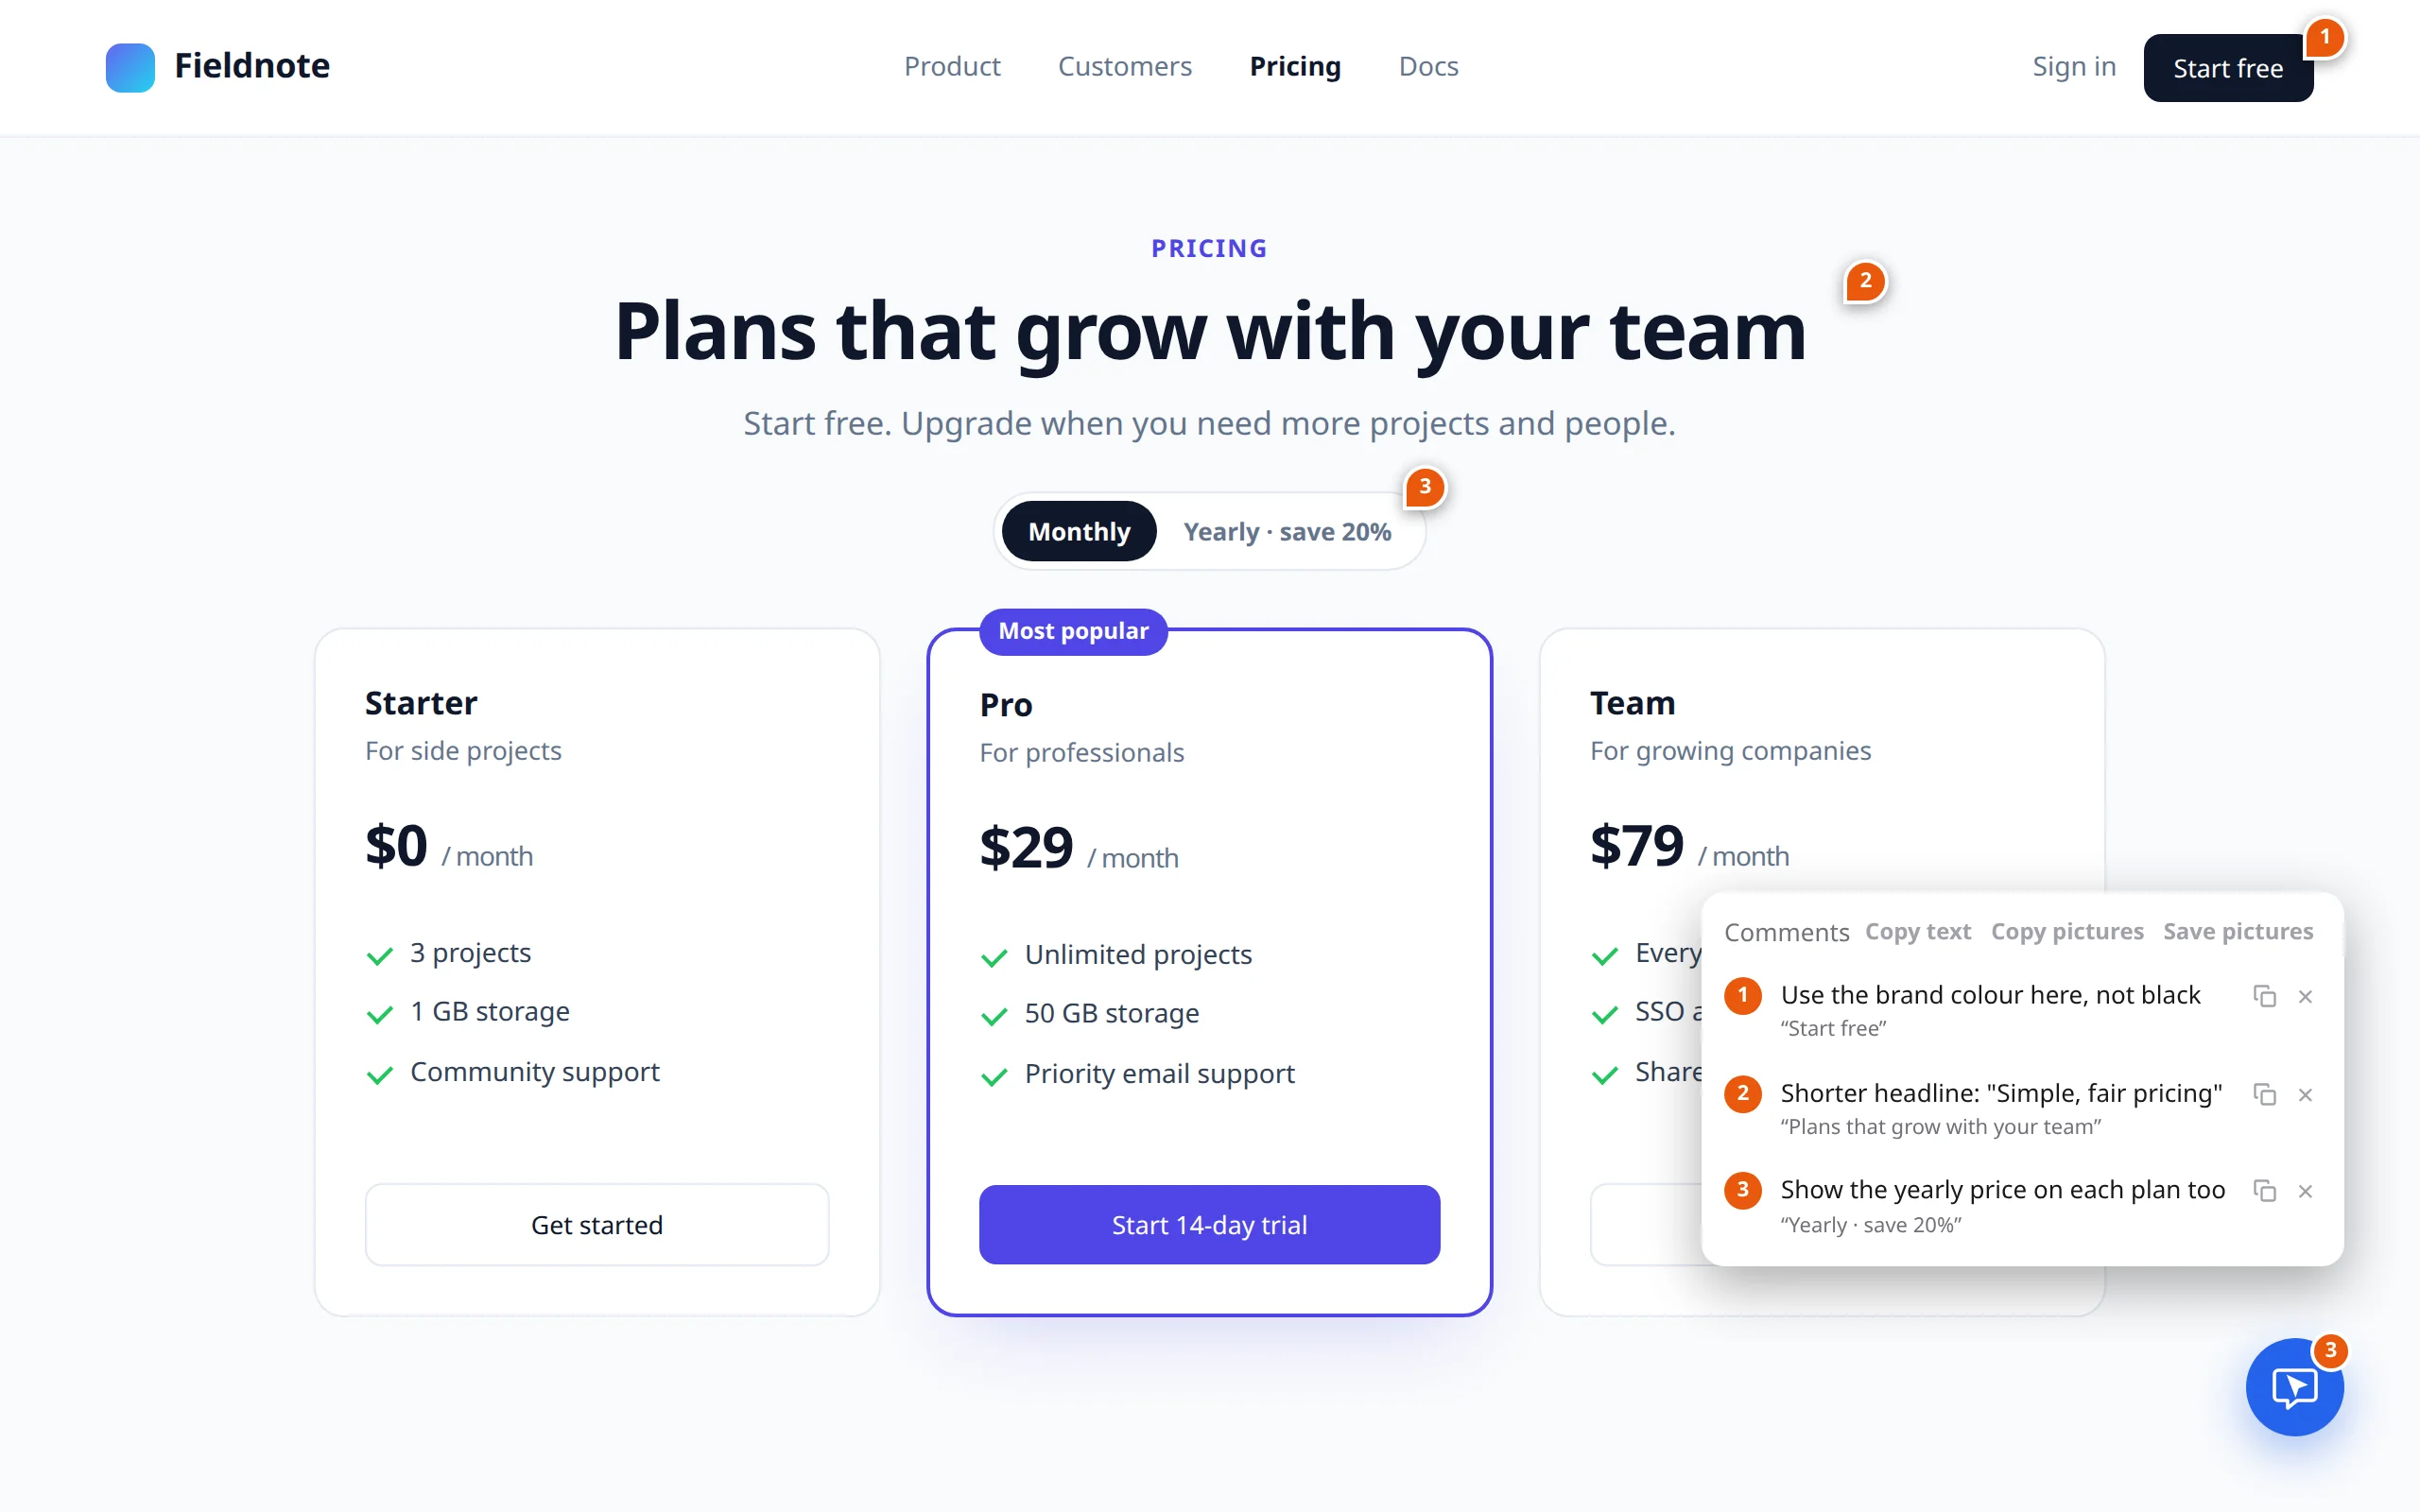 Fieldnote
Product Customers Pricing Docs
Sign in Start free 1
PRICING
2
Plans that grow with your team
Start free. Upgrade when you need more projects and people.
3
Monthly Yearly · save 20%
Starter
For side projects
$0 / month
3 projects
1 GB storage
Community support
Get started
Most popular
Pro
For professionals
$29 / month
Unlimited projects
50 GB storage
Priority email support
Start 14-day trial
Team
For growing companies
$79 / month
Every
SSO
Share
Comments Copy text Copy pictures Save pictures
1 Use the brand colour here, not black
“Start free”
2 Shorter headline: "Simple, fair pricing"
“Plans that grow with your team”
3 Show the yearly price on each plan too
“Yearly · save 20%”
3